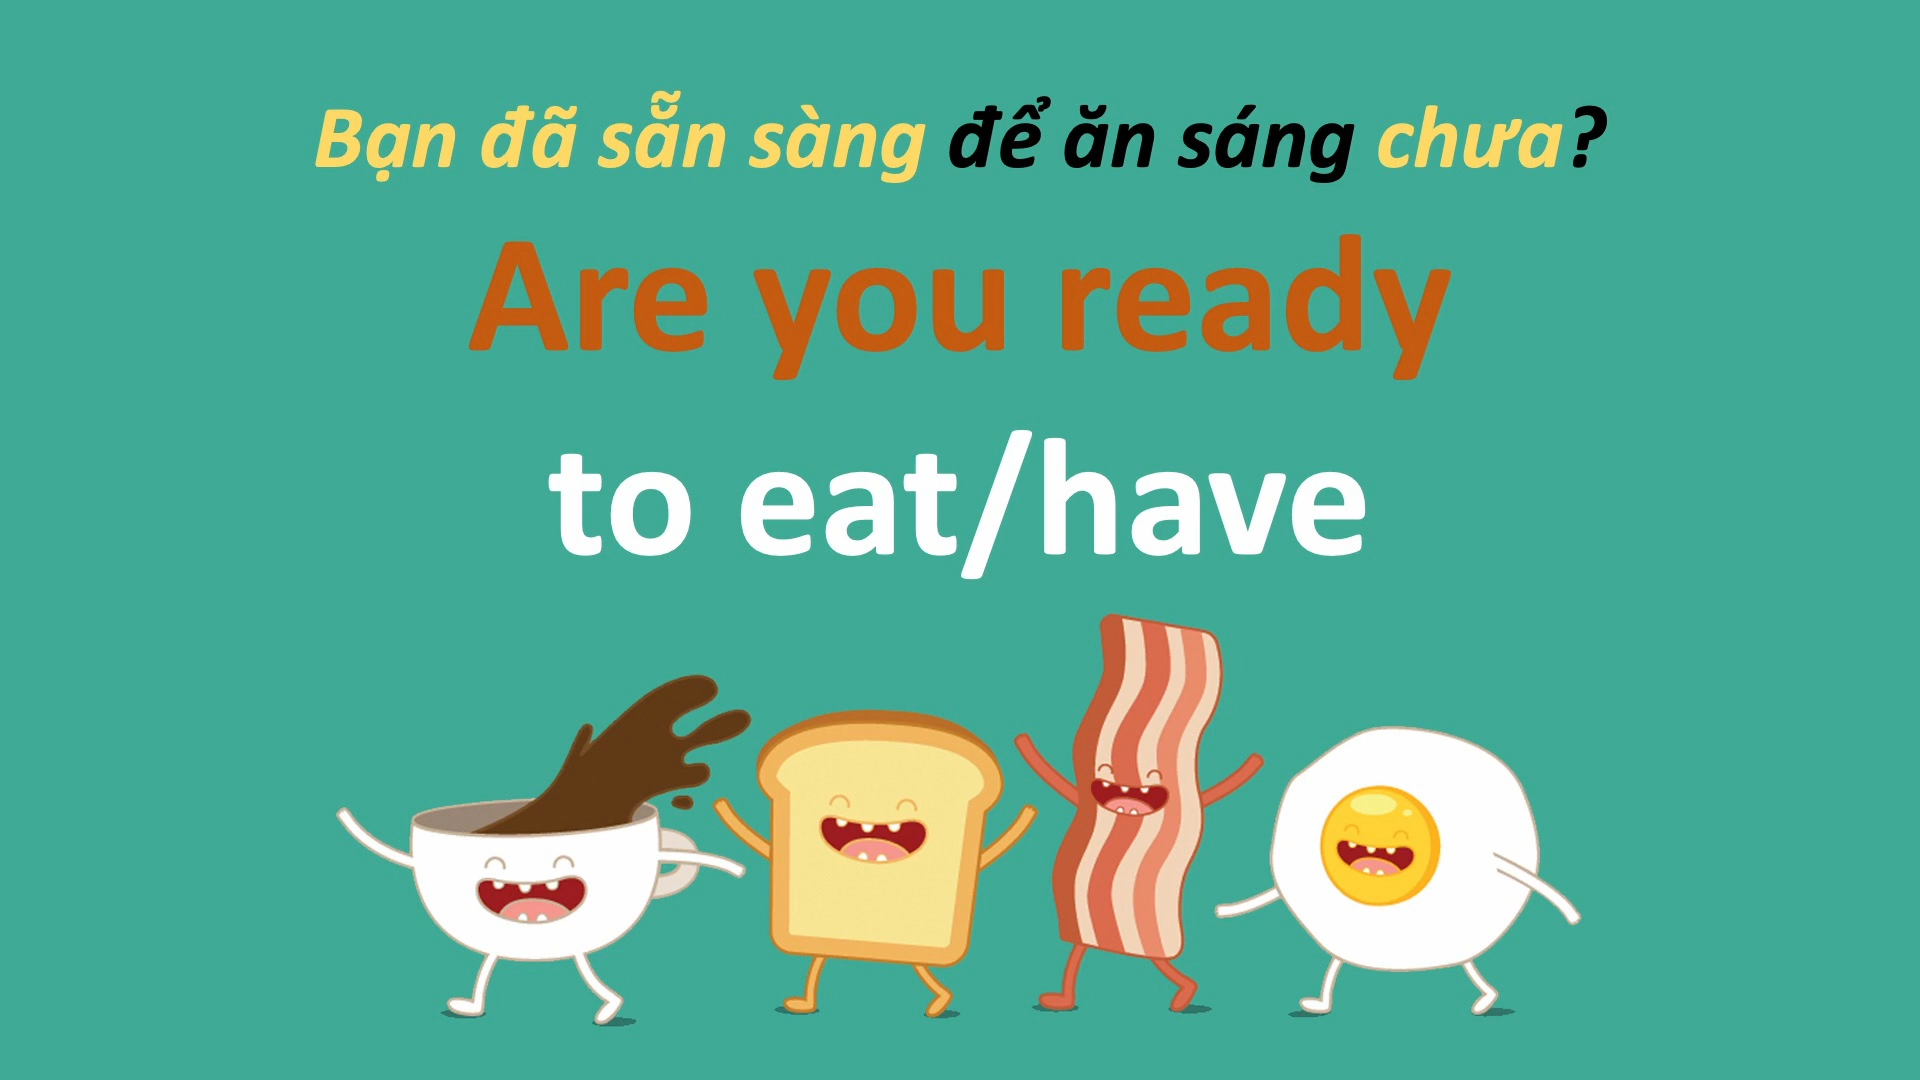 Bạn đã sẵn sàng để ăn sáng chưa?
Are you ready
to eat/have